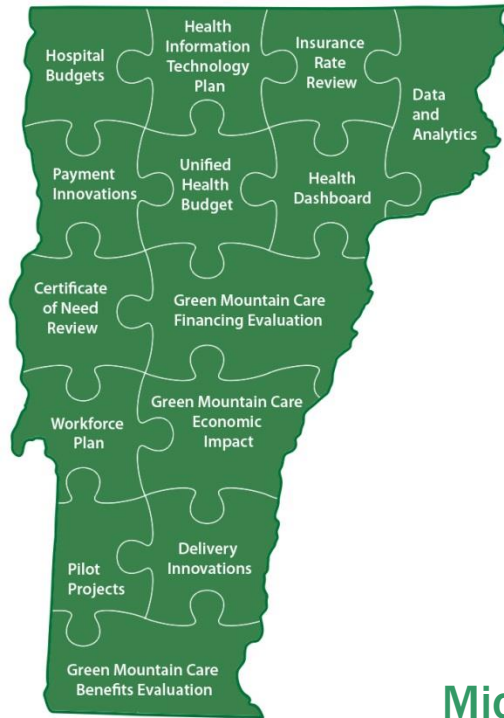 Hospital
Budgets
Health
Information
Technology
Plan
Insurance
Rate
Review
Data
and
Analytics
Payment
Innovations
Unified
Health
Budget
Health
Dashboard
Certificate
of Need
Review
Green Mountain Care
Financing Evaluation
Workforce
Plan
Green Mountain Care
Economic
Impact
Pilot
Projects
Delivery
Innovations
Green Mountain Care
Benefits Evaluation